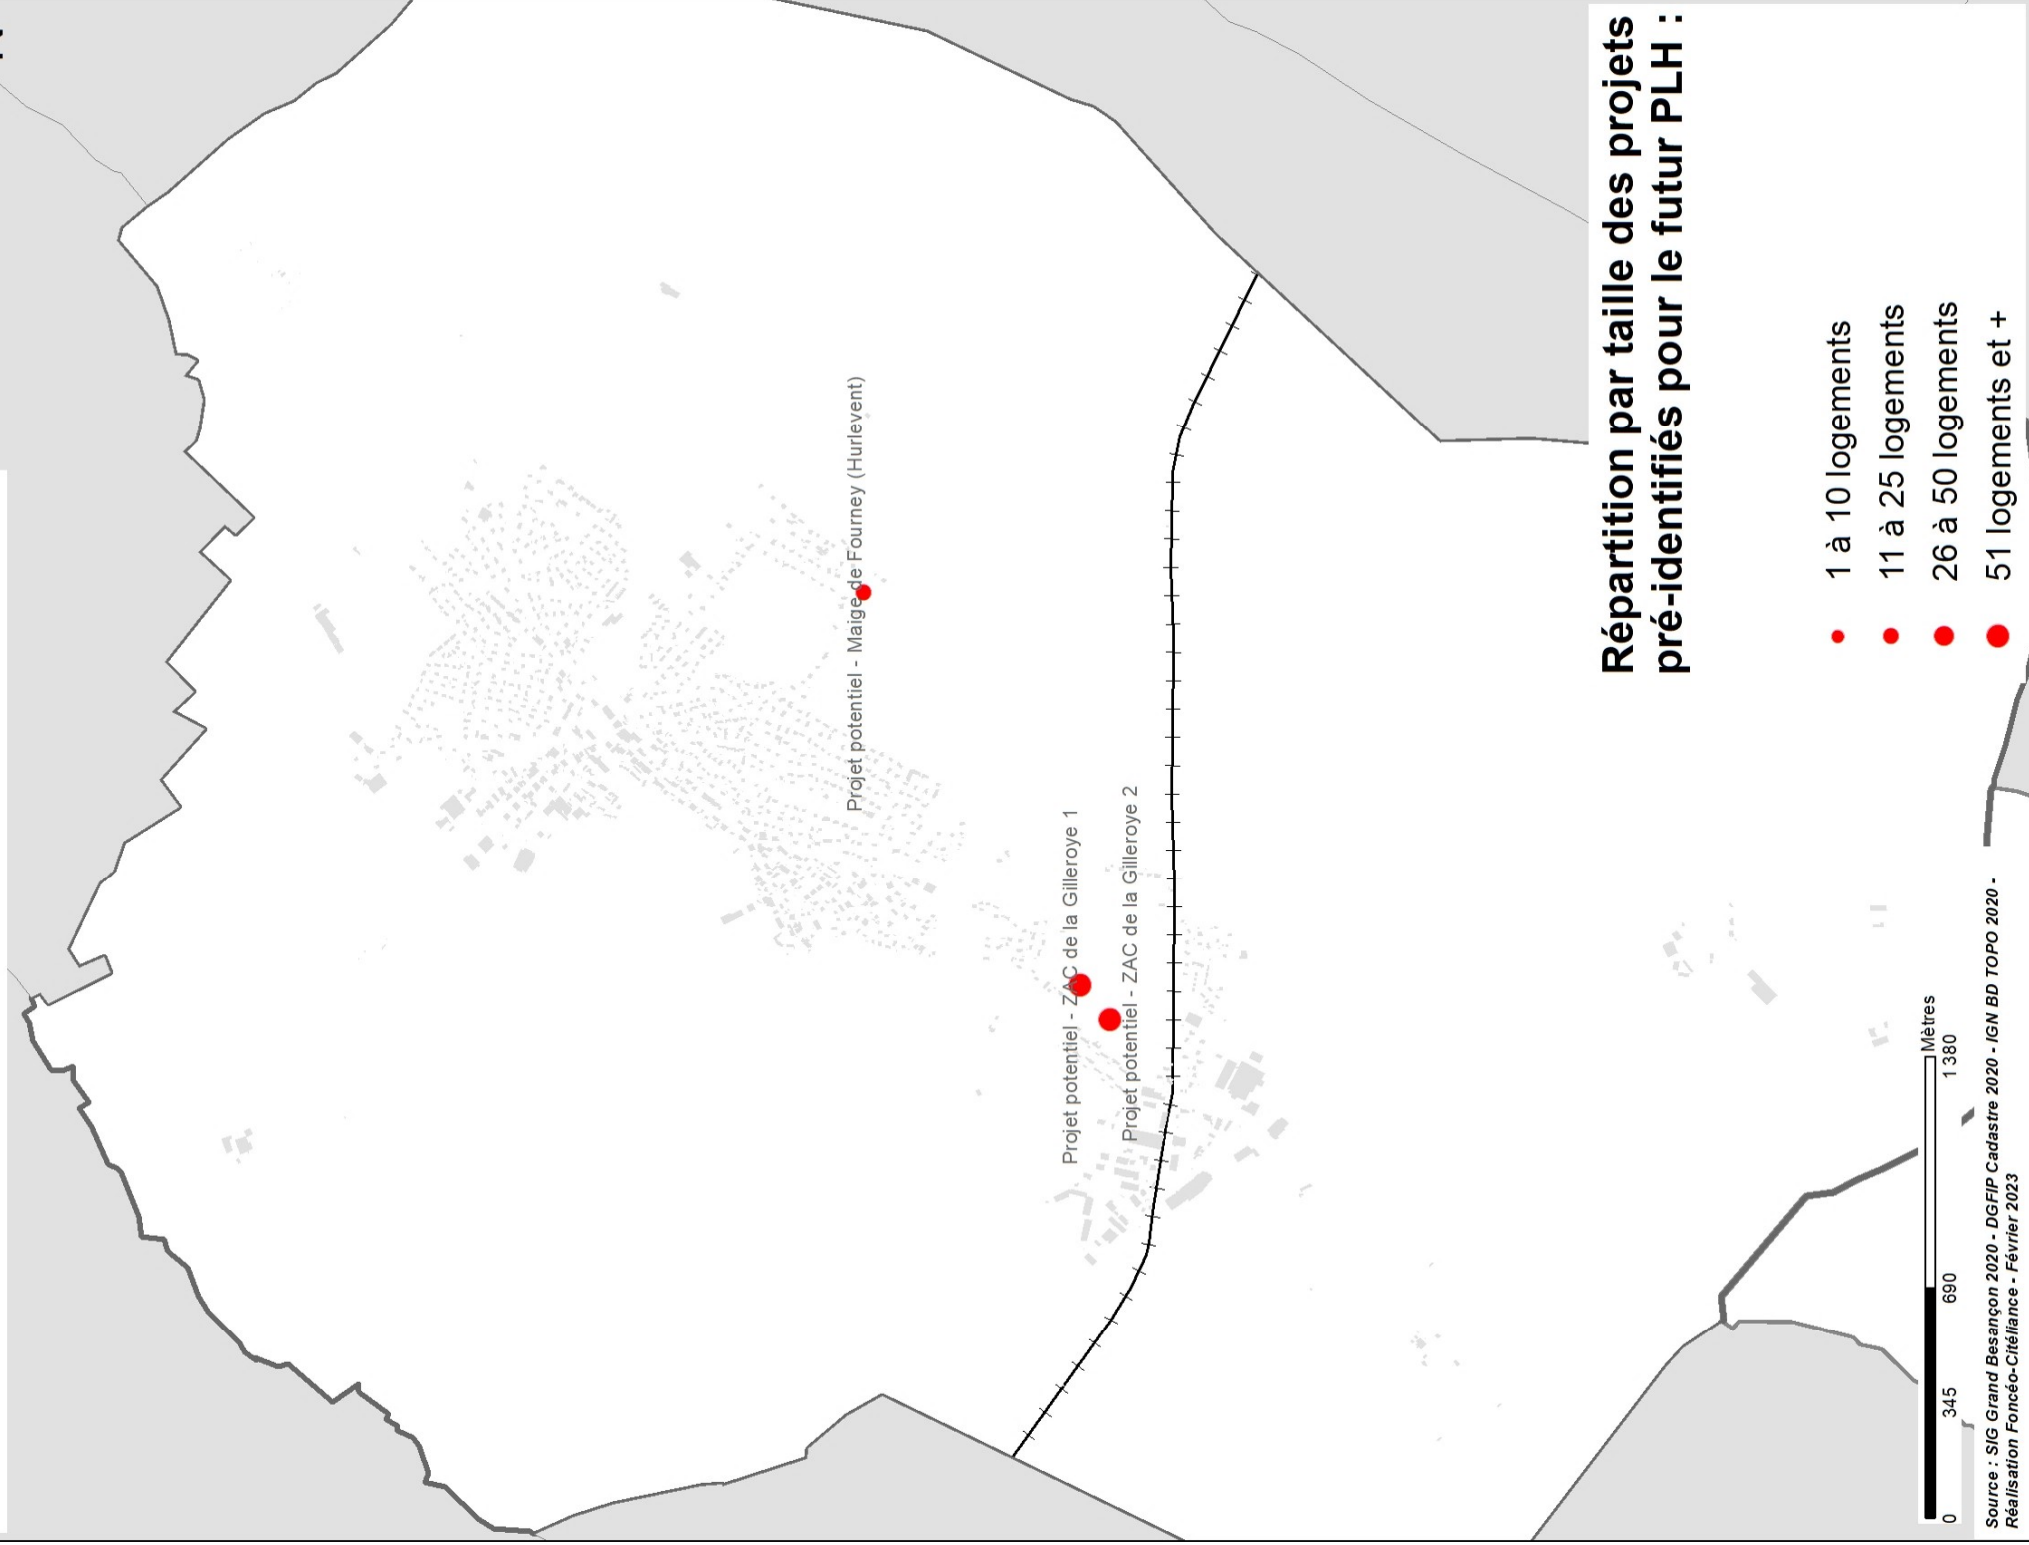 Projet potentiel - Maige de Fourney (Hurlevent)
Projet potentiel - ZAC de la Gilleroye 1
Projet potentiel - ZAC de la Gilleroye 2
Répartition par taille des projets
pré-identifiés pour le futur PLH :
1 à 10 logements
11 à 25 logements
26 à 50 logements
51 logements et +
Mètres
0 345 690 1 380
Source : SIG Grand Besançon 2020 - DGFIP Cadastre 2020 - IGN BD TOPO 2020 -
Réalisation Foncéo-Citéliance - Février 2023